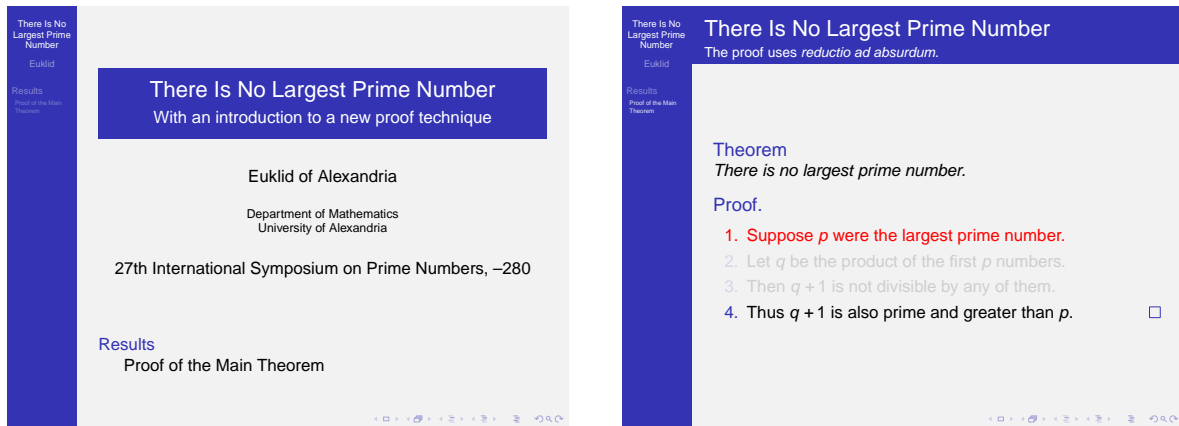 There Is No
Largest Prime
Number
Euklid
Results
Proof of the Main
Theorem
There Is No Largest Prime Number
With an introduction to a new proof technique
Euklid of Alexandria
Department of Mathematics
University of Alexandria
27th International Symposium on Prime Numbers, –280
Results
Proof of the Main Theorem
There Is No
Largest Prime
Number
Euklid
Results
Proof of the Main
Theorem
There Is No Largest Prime Number
The proof uses reductio ad absurdum.
Theorem
There is no largest prime number.
Proof.
1. Suppose p were the largest prime number.
2. Let q be the product of the first p numbers.
3. Then q + 1 is not divisible by any of them.
4. Thus q + 1 is also prime and greater than p. □